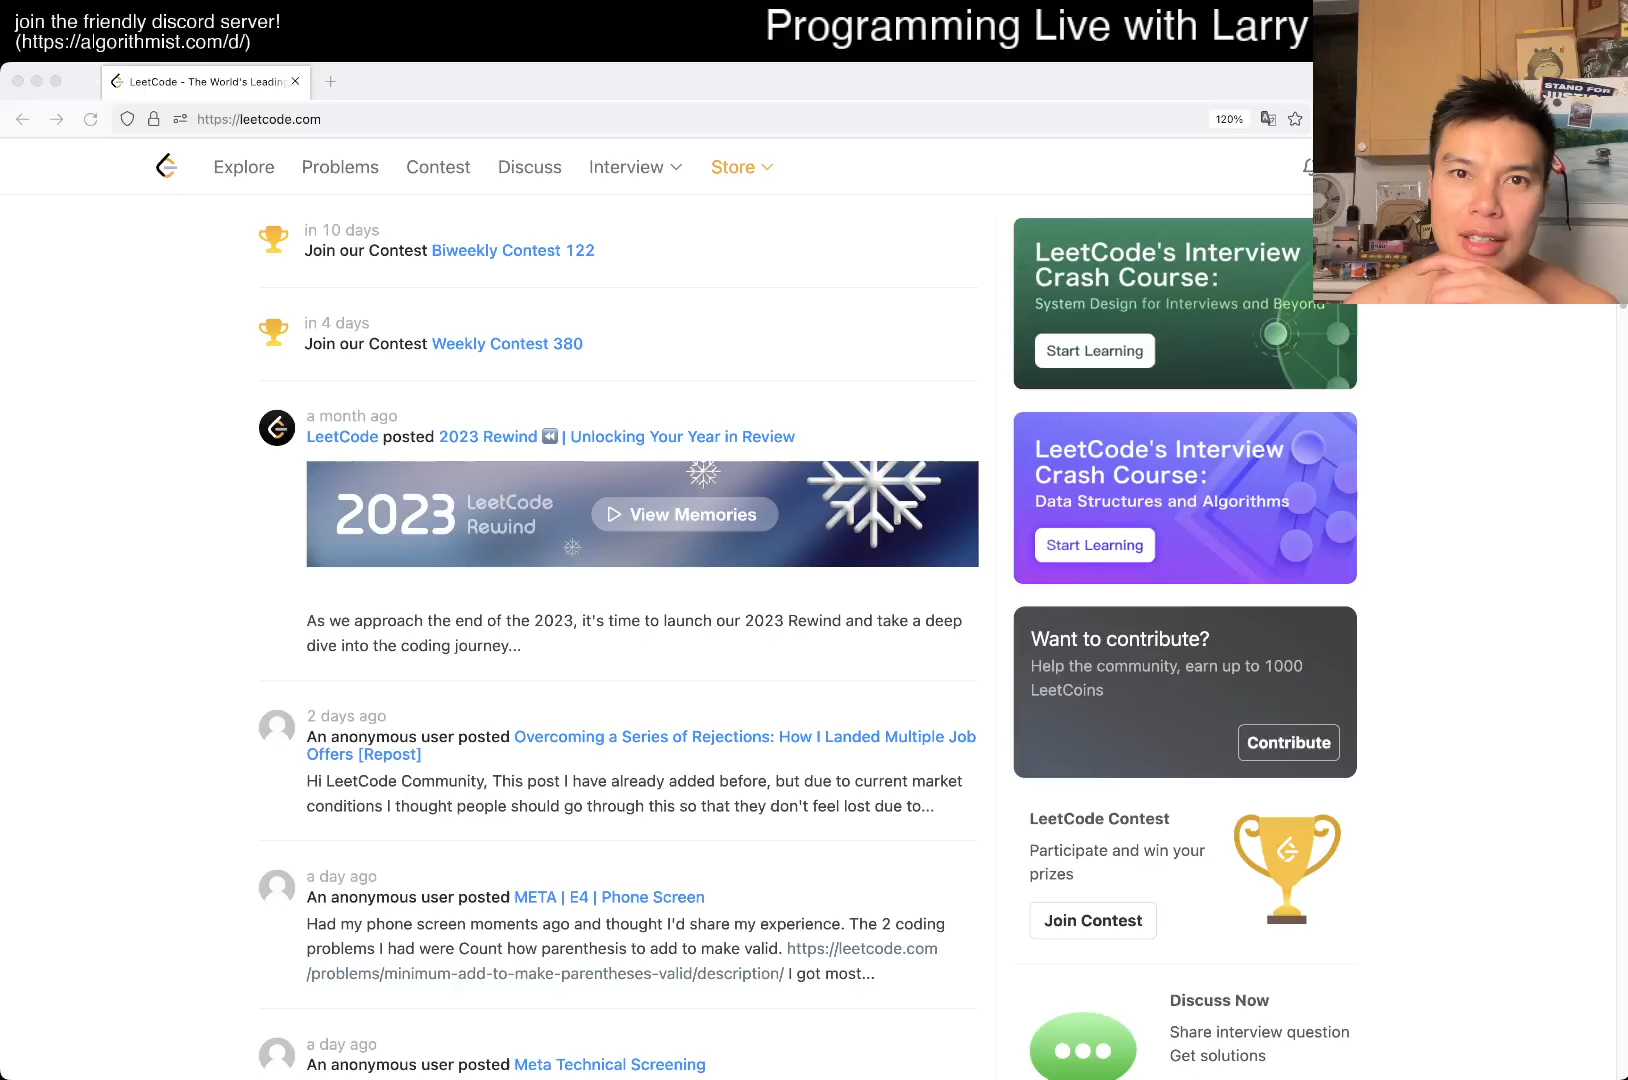 join the friendly discord server!
(https://algorithmist.com/d/)
Programming Live with Larry
LeetCode - The World's Leading
https://leetcode.com
120%
Explore
Problems
Contest
Discuss
Interview
Store
in 10 days
Join our Contest Biweekly Contest 122
in 4 days
Join our Contest Weekly Contest 380
a month ago
LeetCode posted 2023 Rewind ⏪ | Unlocking Your Year in Review
2023 LeetCode
Rewind
View Memories
As we approach the end of the 2023, it's time to launch our 2023 Rewind and take a deep
dive into the coding journey...
2 days ago
An anonymous user posted Overcoming a Series of Rejections: How I Landed Multiple Job
Offers [Repost]
Hi LeetCode Community, This post I have already added before, but due to current market
conditions I thought people should go through this so that they don't feel lost due to...
a day ago
An anonymous user posted META | E4 | Phone Screen
Had my phone screen moments ago and thought I'd share my experience. The 2 coding
problems I had were Count how parenthesis to add to make valid. https://leetcode.com
/problems/minimum-add-to-make-parentheses-valid/description/ I got most...
a day ago
An anonymous user posted Meta Technical Screening
LeetCode's Interview
Crash Course:
System Design for Interviews and Beyond
Start Learning
LeetCode's Interview
Crash Course:
Data Structures and Algorithms
Start Learning
Want to contribute?
Help the community, earn up to 1000
LeetCoins
Contribute
LeetCode Contest
Participate and win your
prizes
Join Contest
Discuss Now
Share interview question
Get solutions
STAND FOR
JUSTICE